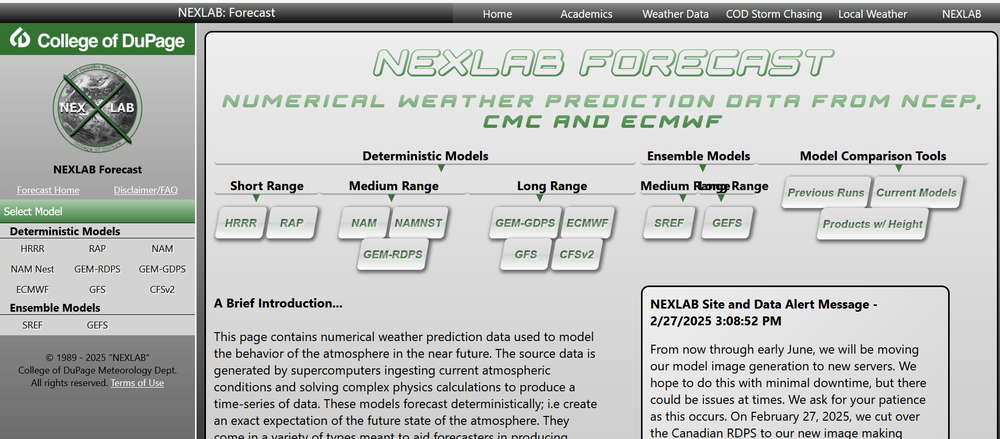 NEXLAB: Forecast
Home
Academics
Weather Data
COD Storm Chasing
Local Weather
NEXLAB
College of DuPage
Next Generation Weather LAB
NEX LAB
College of DuPage
NEXLAB Forecast
Forecast Home
Disclaimer/FAQ
Select Model
Deterministic Models
HRRR
RAP
NAM
NAM Nest
GEM-RDPS
GEM-GDPS
ECMWF
GFS
CFSv2
Ensemble Models
SREF
GEFS
© 1989 - 2025 "NEXLAB"
College of DuPage Meteorology Dept.
All rights reserved. Terms of Use
NEXLAB FORECAST
NUMERICAL WEATHER PREDICTION DATA FROM NCEP,
CMC AND ECMWF
Deterministic Models
Ensemble Models
Model Comparison Tools
Short Range
Medium Range
Long Range
Medium Range
Long Range
Previous Runs
Current Models
Products w/ Height
HRRR
RAP
NAM
NAMNST
GEM-RDPS
GEM-GDPS
ECMWF
GFS
CFSv2
SREF
GEFS
A Brief Introduction...
This page contains numerical weather prediction data used to model
the behavior of the atmosphere in the near future. The source data is
generated by supercomputers ingesting current atmospheric
conditions and solving complex physics calculations to produce a
time-series of data. These models forecast deterministically; i.e create
an exact expectation of the future state of the atmosphere. They
come in a variety of types meant to aid forecasters in producing
NEXLAB Site and Data Alert Message -
2/27/2025 3:08:52 PM
From now through early June, we will be moving
our model image generation to new servers. We
hope to do this with minimal downtime, but there
could be issues at times. We ask for your patience
as this occurs. On February 27, 2025, we cut over
the Canadian RDPS to our new image making